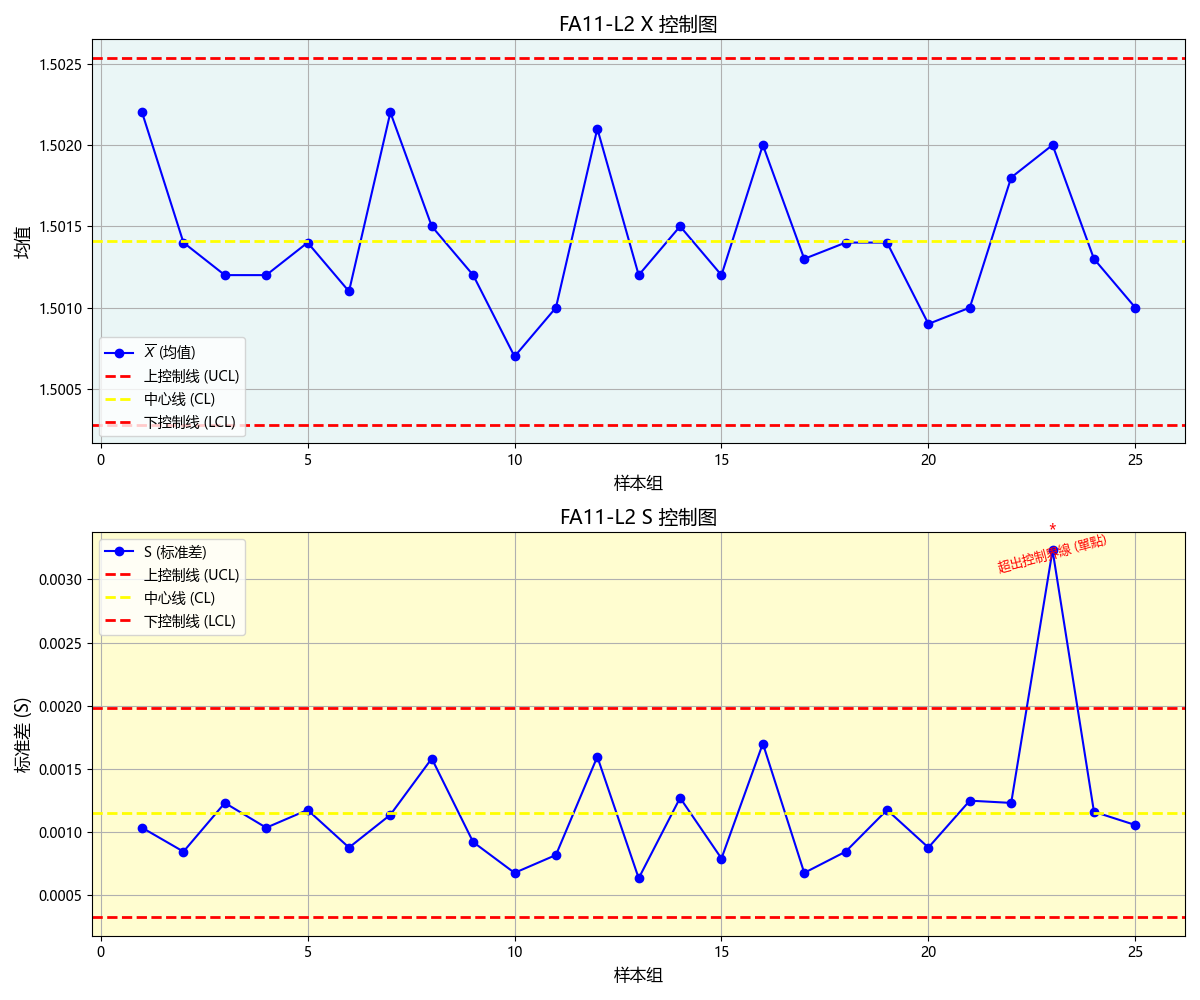 FA11-L2 X 控制图
1.5025
1.5020
1.5015
1.5010
1.5005
均值
X (均值)
上控制线 (UCL)
中心线 (CL)
下控制线 (LCL)
0 5 10 15 20 25
样本组
FA11-L2 S 控制图
*
超出控制界線 (單點)
S (标准差)
上控制线 (UCL)
中心线 (CL)
下控制线 (LCL)
0.0030
0.0025
0.0020
0.0015
0.0010
0.0005
标准差 (S)
0 5 10 15 20 25
样本组